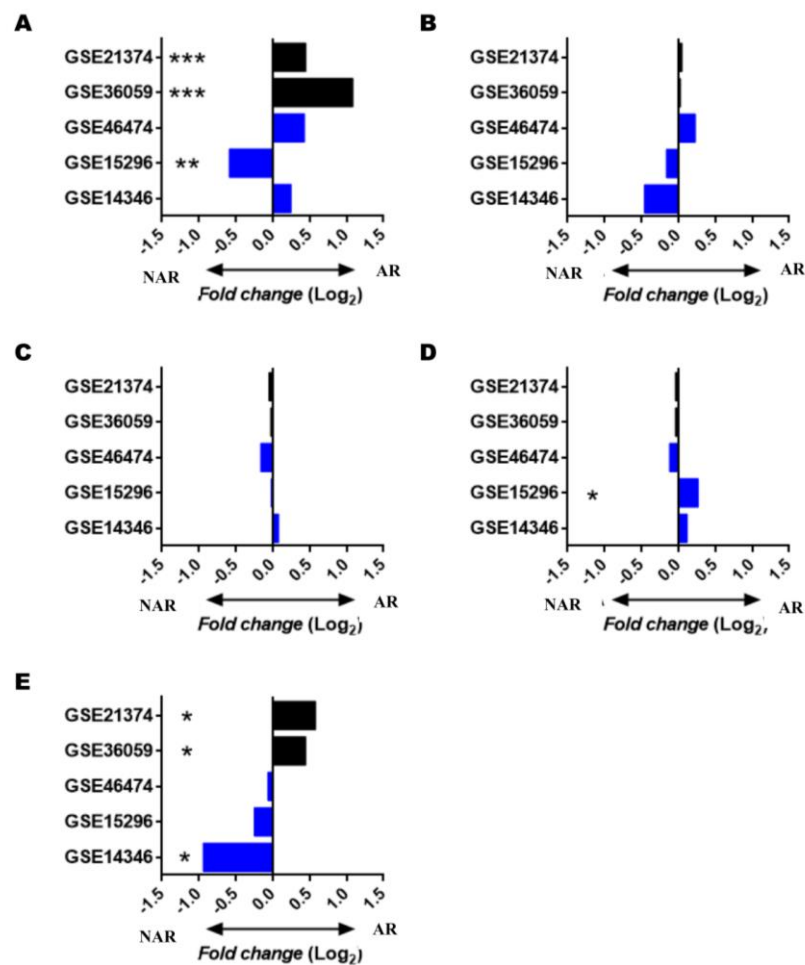 A
GSE21374 ***
GSE36059 ***
GSE46474
GSE15296 **
GSE14346
-1.5 -1.0 -0.5 0.0 0.5 1.0 1.5
NAR AR
Fold change (Log2)
B
GSE21374
GSE36059
GSE46474
GSE15296
GSE14346
-1.5 -1.0 -0.5 0.0 0.5 1.0 1.5
NAR AR
Fold change (Log2)
C
GSE21374
GSE36059
GSE46474
GSE15296
GSE14346
-1.5 -1.0 -0.5 0.0 0.5 1.0 1.5
NAR AR
Fold change (Log2)
D
GSE21374
GSE36059
GSE46474
GSE15296 *
GSE14346
-1.5 -1.0 -0.5 0.0 0.5 1.0 1.5
NAR AR
Fold change (Log2,
E
GSE21374 *
GSE36059 *
GSE46474
GSE15296
GSE14346 *
-1.5 -1.0 -0.5 0.0 0.5 1.0 1.5
NAR AR
Fold change (Log2)